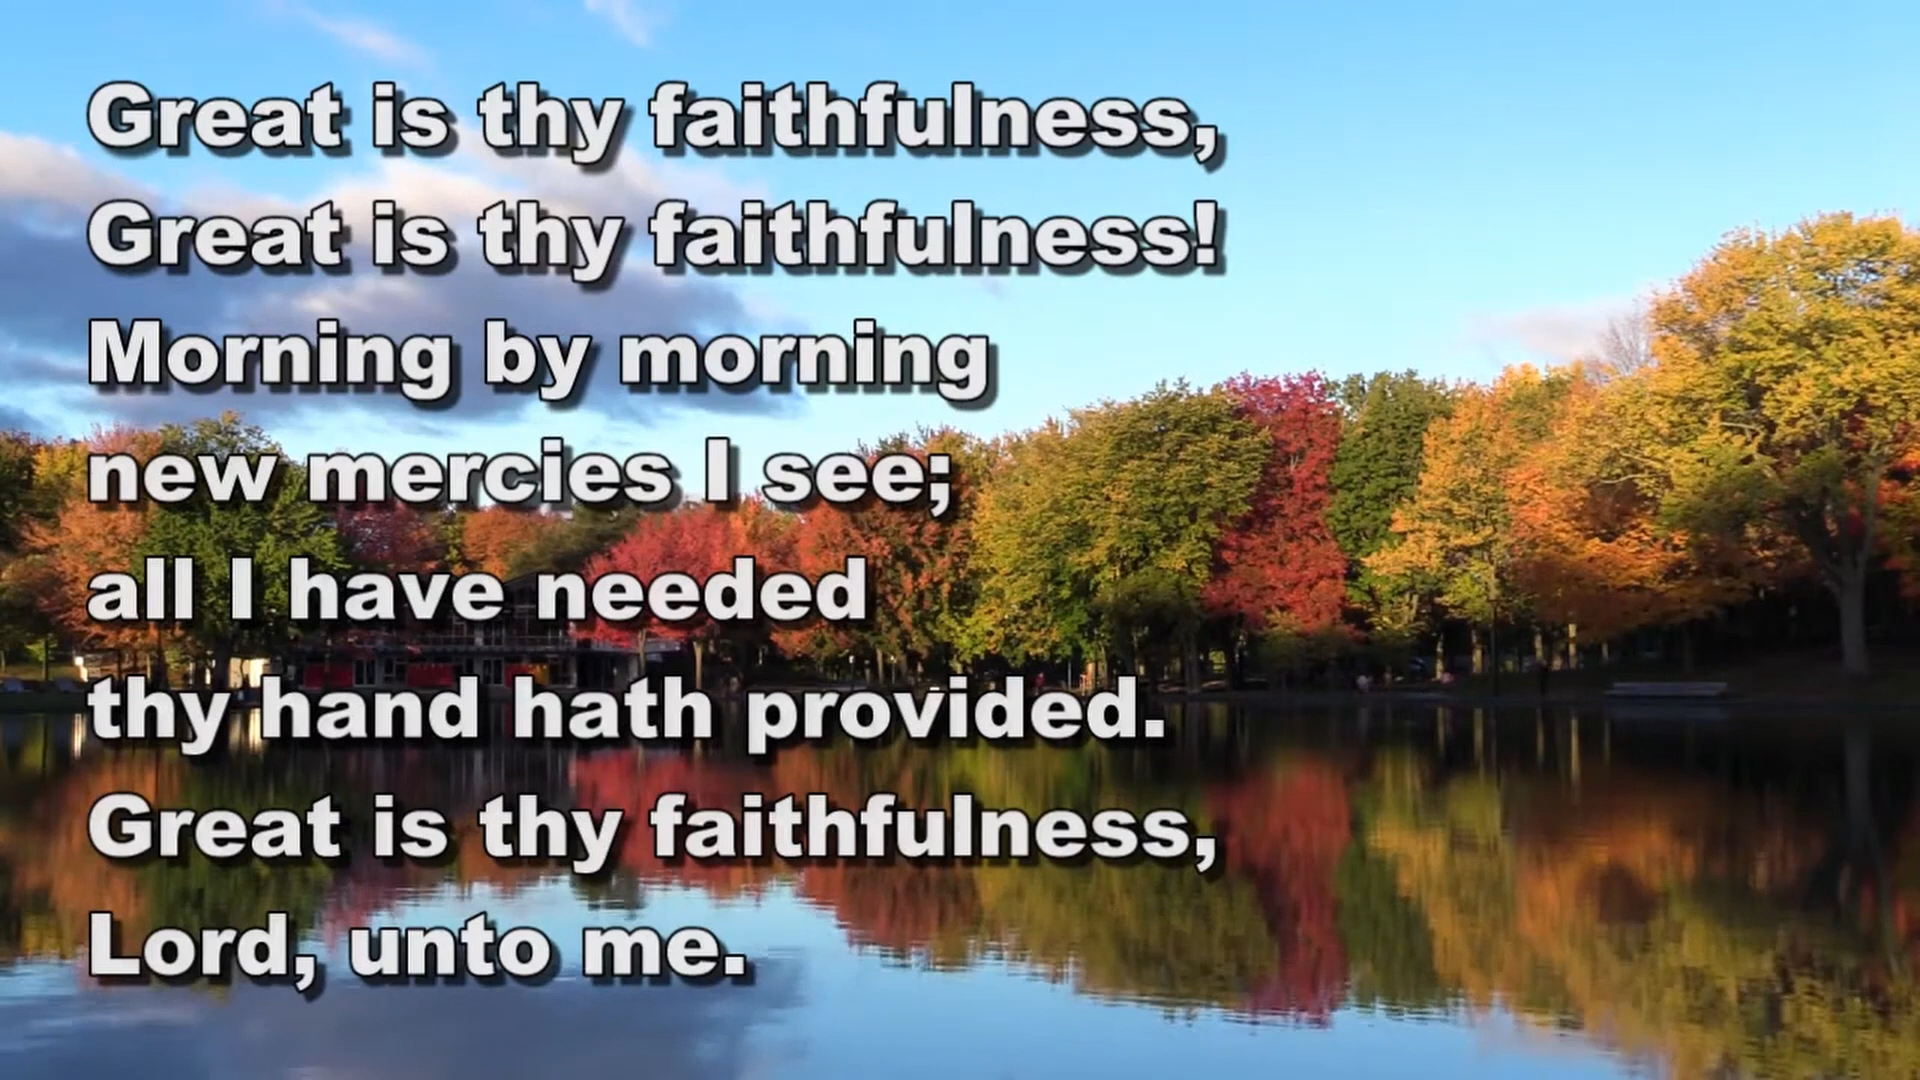 Great is thy faithfulness,
Great is thy faithfulness!
Morning by morning
new mercies I see;
all I have needed
thy hand hath provided.
Great is thy faithfulness,
Lord, unto me.